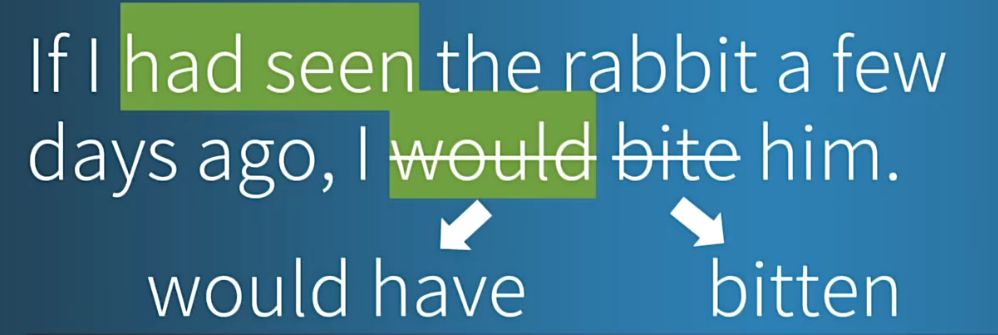 If I had seen the rabbit a few
days ago, I would bite him.
would have bitten